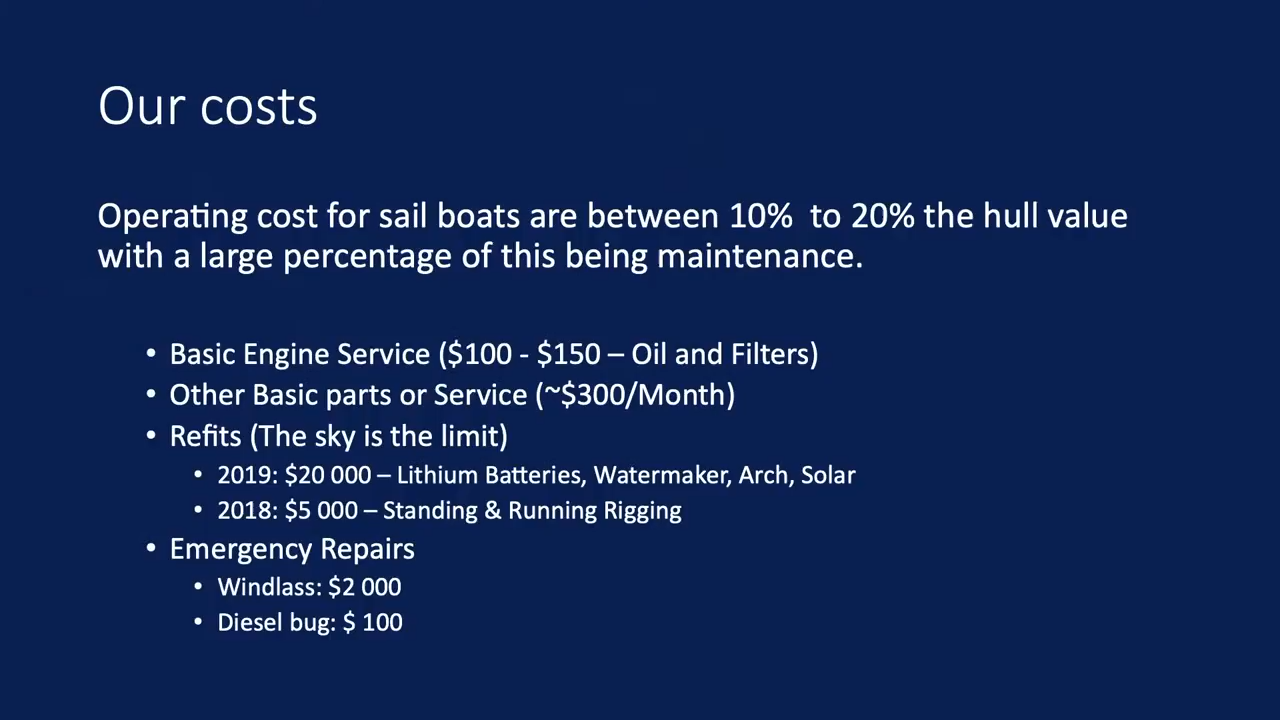 Our costs
Operating cost for sail boats are between 10%  to 20% the hull value
with a large percentage of this being maintenance.
• Basic Engine Service ($100 - $150 – Oil and Filters)
• Other Basic parts or Service (~$300/Month)
• Refits (The sky is the limit)
• 2019: $20 000 – Lithium Batteries, Watermaker, Arch, Solar
• 2018: $5 000 – Standing & Running Rigging
• Emergency Repairs
• Windlass: $2 000
• Diesel bug: $ 100